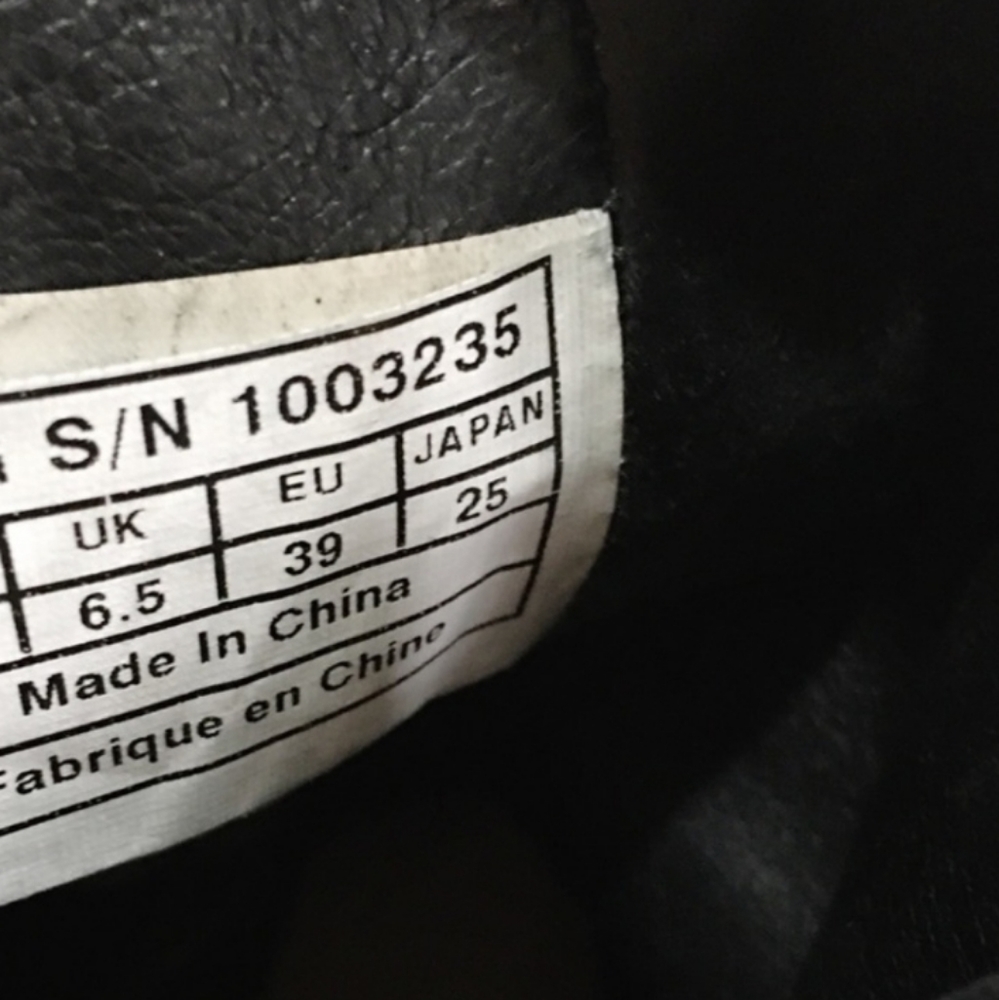 S/N 1003235
UK EU JAPAN
6.5 39 25
Made In China
Fabrique en Chine